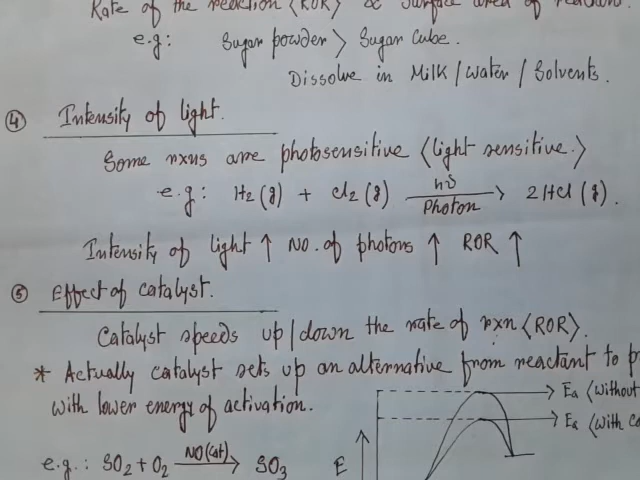 Rate of the reaction <ROR> ∝ surface area of reactant.
e.g: Sugar powder > Sugar cube.
Dissolve in Milk/Water/Solvents.
④ Intensity of light.
Some rxns are photosensitive <light sensitive.>
e.g: H₂(g) + Cl₂(g) hν/Photon → 2HCl(g).
Intensity of light ↑ NO. of photons ↑ ROR ↑
⑤ Effect of catalyst.
Catalyst speeds up/down the rate of rxn <ROR>.
* Actually catalyst sets up an alternative from reactant to
with lower energy of activation.
Ea (Without
Ea (With
e.g.: SO₂ + O₂ NO(Cat) → SO₃ E ↑